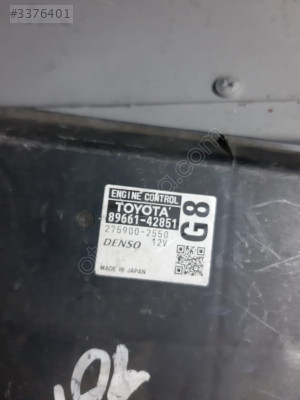 #3376401
ENGINE CONTROL
TOYOTA
89661-42851
275900-2550
DENSO 12V
MADE IN JAPAN
G8